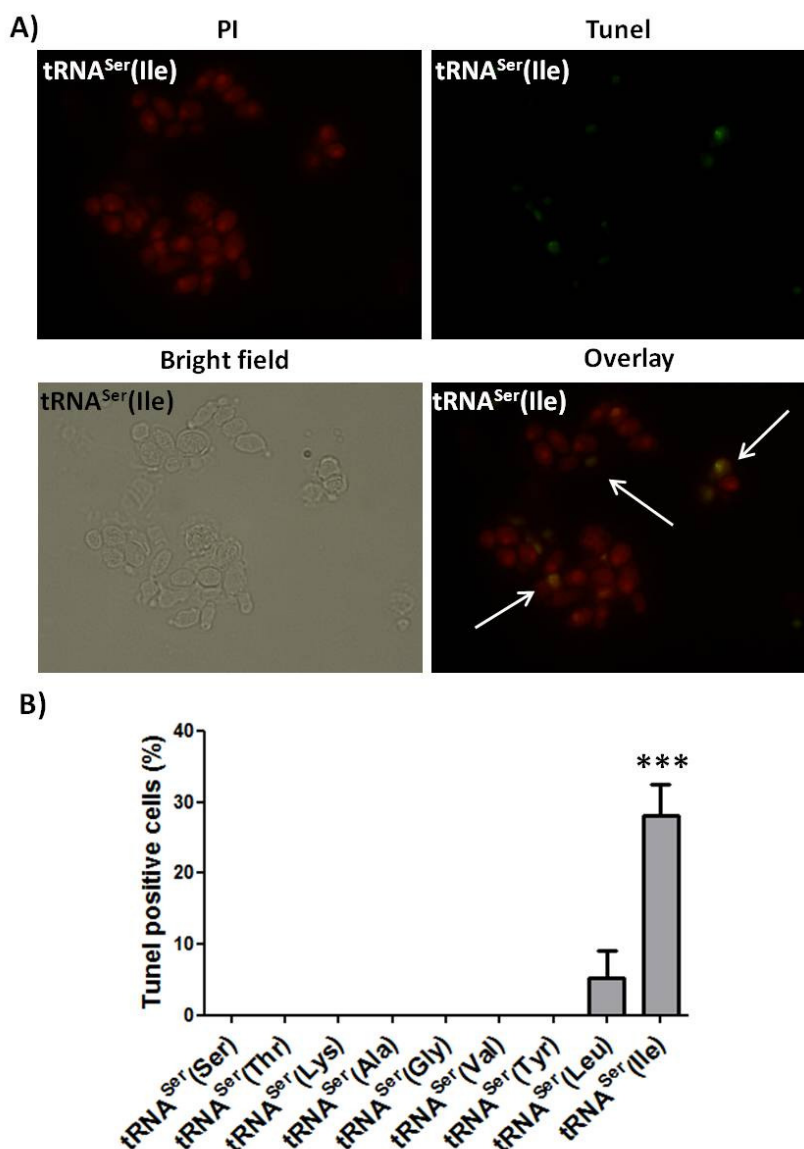 A)
PI
Tunel
tRNASer(Ile)
tRNASer(Ile)
Bright field
Overlay
tRNASer(Ile)
tRNASer(Ile)
B)
Tunel positive cells (%)
40
30
20
10
0
***
tRNASer(Ser)
tRNASer(Thr)
tRNASer(Lys)
tRNASer(Ala)
tRNASer(Gly)
tRNASer(Val)
tRNASer(Tyr)
tRNASer(Leu)
tRNASer(Ile)